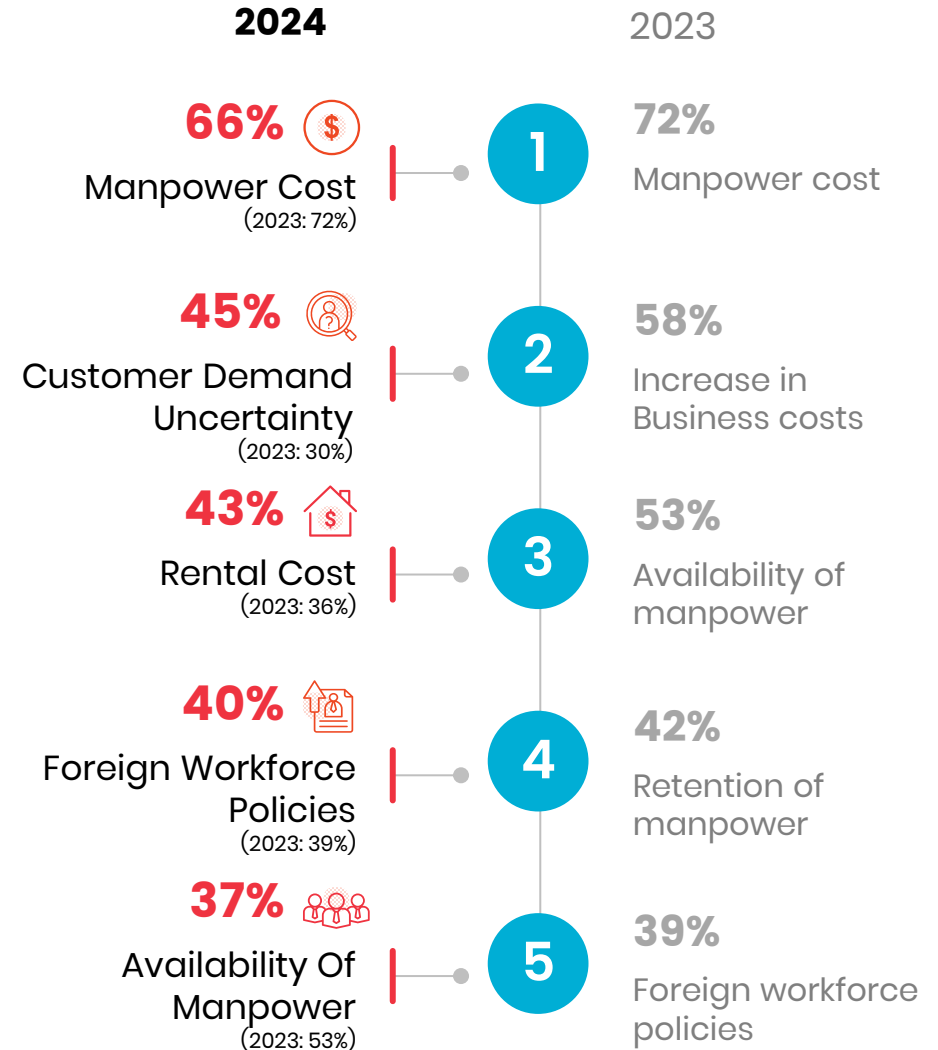 2024
2023
66%
$
Manpower Cost
(2023: 72%)
1
72%
Manpower cost
45%
?
Customer Demand
Uncertainty
(2023: 30%)
2
58%
Increase in
Business costs
43%
$
Rental Cost
(2023: 36%)
3
53%
Availability of
manpower
40%
Foreign Workforce
Policies
(2023: 39%)
4
42%
Retention of
manpower
37%
Availability Of
Manpower
(2023: 53%)
5
39%
Foreign workforce
policies